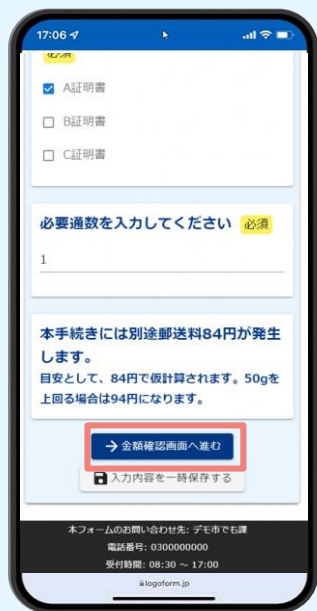 17:06
必須
A証明書
B証明書
C証明書
必要通数を入力してください 必須
1
本手続きには別途郵送料84円が発生
します。
目安として、84円で仮計算されます。50gを
上回る場合は94円になります。
→ 金額確認画面へ進む
入力内容を一時保存する
本フォームのお問い合わせ先: デモ市でも課
電話番号: 0300000000
受付時間: 08:30 ～ 17:00
logoform.jp